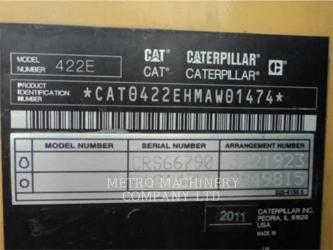 MODEL NUMBER 422E
CAT CATERPILLAR
CAT CATERPILLAR
PRODUCT IDENTIFICATION NUMBER *CAT0422EHMAW01474*
MODEL NUMBER SERIAL NUMBER ARRANGEMENT NUMBER
CRS66790
METRO MACHINERY
COMPANY LTD
2011 CATERPILLAR INC.
PEORIA, IL 61629
MADE IN